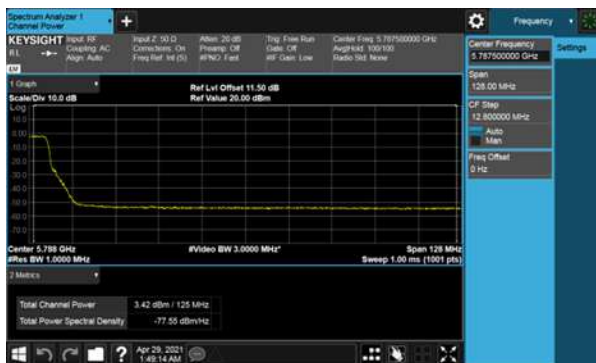 Spectrum Analyzer 1
Channel Power
Frequency
KEYSIGHT
Input: RF
Coupling: AC
Align: Auto
Input Z: 50 Ω
Corrections: On
Freq Ref: Int (S)
Atten: 20 dB
Preamp: Off
#PNO: Fast
Trig: Free Run
Gate: Off
#IF Gain: Low
Center Freq: 5.787500000 GHz
Avg|Hold: 100/100
Radio Std: None
Center Frequency
5.787500000 GHz
Settings
Span
128.00 MHz
CF Step
12.800000 MHz
Auto
Man
Freq Offset
0 Hz
1 Graph
Scale/Div 10.0 dB
Ref Lvl Offset 11.50 dB
Ref Value 20.00 dBm
Log
10.0
0.00
Center 5.788 GHz
#Res BW 1.0000 MHz
#Video BW 3.0000 MHz*
Span 128 MHz
Sweep 1.00 ms (1001 pts)
2 Metrics
Total Channel Power
3.42 dBm / 125 MHz
Total Power Spectral Density
-77.55 dBm/Hz
Apr 29, 2021
1:49:14 AM